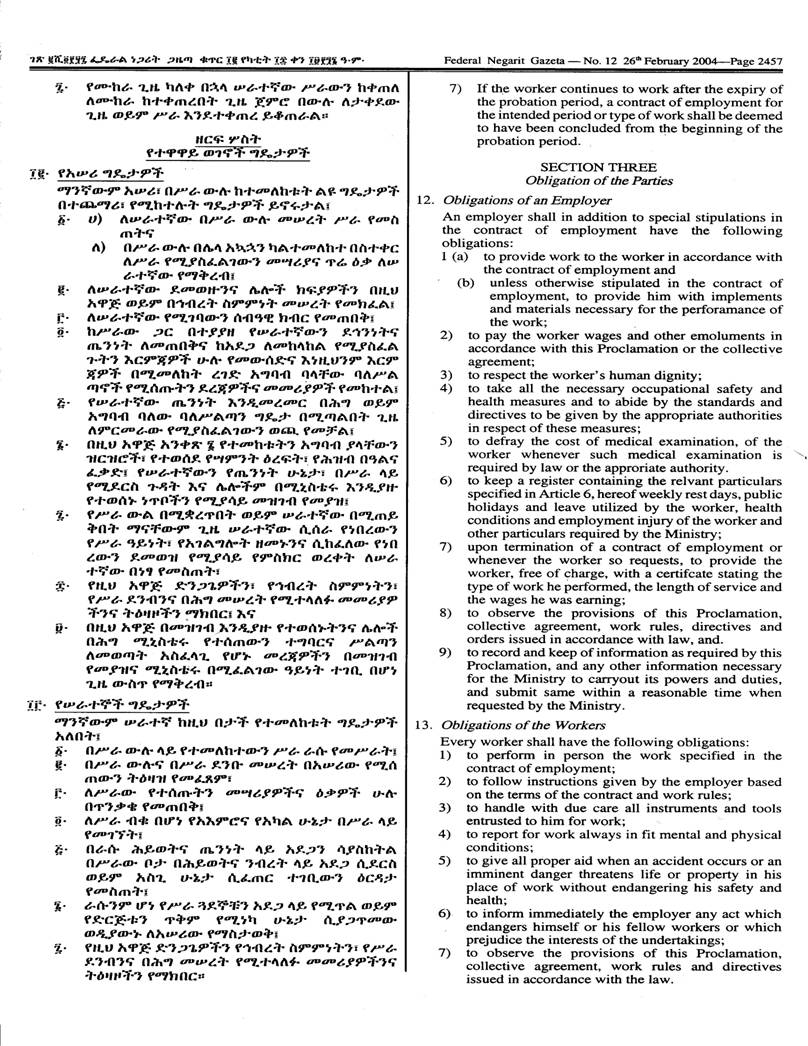 ገጽ ፪ሺ፬፻፶፯ ፌዴራል ነጋሪት ጋዜጣ ቁጥር ፲፪ የካቲት ፲፰ ቀን ፲፱፻፺፮ ዓ·ም·
Federal Negarit Gazeta — No. 12 26th February 2004—Page 2457
፯· የሙከራ ጊዜ ካለቀ በኋላ ሠራተኛው ሥራውን ከቀጠለ
ለሙከራ ከተቀጠረበት ጊዜ ጀምሮ በውሉ ለታቀደው
ጊዜ ወይም ሥራ እንደተቀጠረ ይቆጠራል።
ዘርፍ ሦስት
የተዋዋይ ወገኖች ግዴታዎች
፲፪· የአሠሪ ግዴታዎች
ማንኛውም አሠሪ፣ በሥራ ውሉ ከተመለከቱት ልዩ ግዴታዎች
በተጨማሪ፣ የሚከተሉት ግዴታዎች ይኖሩታል፤
፩· ሀ) ለሠራተኛው በሥራ ውሉ መሠረት ሥራ የመስ
ጠትና
ለ) በሥራ ውሉ በሌላ አኳኋን ካልተመለከተ በስተቀር
ለሥራ የሚያስፈልገውን መሣሪያና ጥሬ ዕቃ ለሠ
ራተኛው የማቅረብ፤
፪· ለሠራተኛው ደመወዙንና ሌሎች ክፍያዎችን በዚህ
አዋጅ ወይም በኅብረት ስምምነት መሠረት የመክፈል፤
፫· ለሠራተኛው የሚገባውን ሰብዓዊ ክብር የመጠበቅ፤
፬· ከሥራው ጋር በተያያዘ የሠራተኛውን ደኅንነትና
ጤንነት ለመጠበቅና ከአደጋ ለመከላከል የሚያስፈል
ጉትን እርምጃዎች ሁሉ የመውሰድና እነዚህንም እርም
ጃዎች በሚመለከት ረገድ አግባብ ባላቸው ባለሥል
ጣኖች የሚሰጡትን ደረጃዎችና መመሪያዎች የመከተል፤
፭· የሠራተኛው ጤንነት እንዲመረመር በሕግ ወይም
አግባብ ባለው ባለሥልጣን ግዴታ በሚጣልበት ጊዜ
ለምርመራው የሚያስፈልገውን ወጪ የመቻል፤
፮· በዚህ አዋጅ አንቀጽ ፮ የተመከቱትን አግባብ ያላቸውን
ዝርዝሮች፣ የተወሰደ የሣምንት ዕረፍት፣ የሕዝብ በዓልና
ፈቃድ፤ የሠራተኛውን የጤንነት ሁኔታ፣ በሥራ ላይ
የሚደርስ ጉዳት እና ሌሎችም በሚኒስቴሩ እንዲያዙ
የተወሰኑ ነጥቦችን የሚያሳይ መዝገብ የመያዝ፤
፯· የሥራ ውል በሚቋረጥበት ወይም ሠራተኛው በሚጠይ
ቅበት ማናቸውም ጊዜ ሠራተኛው ሲሰራ የነበረውን
የሥራ ዓይነት፣ የአገልግሎት ዘመኑንና ሲከፈለው የነበ
ረውን ደመወዝ የሚያሳይ የምስክር ወረቀት ለሠራ
ተኛው በነፃ የመስጠት፤
፰· የዚህ አዋጅ ድንጋጌዎችን፣ የኅብረት ስምምነትን፣
የሥራ ደንብንና በሕግ መሠረት የሚተላለፉ መመሪያዎ
ችንና ትዕዛዞችን ማክበር፤ እና
፱· በዚህ አዋጅ በመዝገብ እንዲያዙ የተወሰኑትንና ሌሎች
በሕግ ሚኒስቴሩ የተሰጠውን ተግባርና ሥልጣን
ለመወጣት አስፈላጊ የሆኑ መረጃዎችን በመዝገብ
የመያዝና ሚኒስቴሩ በሚፈልገው ዓይነት ተገቢ በሆነ
ጊዜ ውስጥ የማቅረብ።
፲፫· የሠራተኞች ግዴታዎች
ማንኛውም ሠራተኛ ከዚህ በታች የተመለከቱት ግዴታዎች
አለበት፤
፩· በሥራ ውሉ ላይ የተመለከተውን ሥራ ራሱ የመሥራት፤
፪· በሥራ ውሉና በሥራ ደንቡ መሠረት በአሠሪው የሚሰ
ጠውን ትዕዛዝ የመፈጸም፣
፫· ለሥራው የተሰጡትን መሣሪያዎችና ዕቃዎች ሁሉ
በጥንቃቄ የመጠበቅ፤
፬· ለሥራ ብቁ በሆነ የአእምሮና የአካል ሁኔታ በሥራ ላይ
የመገኘት፤
፭· በራሱ ሕይወትና ጤንነት ላይ አደጋን ሳያስከትል
በሥራው ቦታ በሕይወትና ንብረት ላይ አደጋ ሲደርስ
ወይም አስጊ ሁኔታ ሲፈጠር ተገቢውን ዕርዳታ
የመስጠት፤
፮· ራሱንም ሆነ የሥራ ጓደኞቹን አደጋ ላይ የሚጥል ወይም
የድርጅቱን ጥቅም የሚነካ ሁኔታ ሲያጋጥመው
ወዲያውኑ ለአሠሪው የማስታወቅ፤
፯· የዚህ አዋጅ ድንጋጌዎችን የኅብረት ስምምነትን፣ የሥራ
ደንብንና በሕግ መሠረት የሚተላለፉ መመሪያዎችንና
ትዕዛዞችን የማክበር።
7) If the worker continues to work after the expiry of
the probation period, a contract of employment for
the intended period or type of work shall be deemed
to have been concluded from the beginning of the
probation period.
SECTION THREE
Obligation of the Parties
12. Obligations of an Employer
An employer shall in addition to special stipulations in
the contract of employment have the following
obligations:
1 (a) to provide work to the worker in accordance with
the contract of employment and
(b) unless otherwise stipulated in the contract of
employment, to provide him with implements
and materials necessary for the perforamance of
the work;
2) to pay the worker wages and other emoluments in
accordance with this Proclamation or the collective
agreement;
3) to respect the worker's human dignity;
4) to take all the necessary occupational safety and
health measures and to abide by the standards and
directives to be given by the appropriate authorities
in respect of these measures;
5) to defray the cost of medical examination, of the
worker whenever such medical examination is
required by law or the approriate authority.
6) to keep a register containing the relvant particulars
specified in Article 6, hereof weekly rest days, public
holidays and leave utilized by the worker, health
conditions and employment injury of the worker and
other particulars required by the Ministry;
7) upon termination of a contract of employment or
whenever the worker so requests, to provide the
worker, free of charge, with a certifcate stating the
type of work he performed, the length of service and
the wages he was earning;
8) to observe the provisions of this Proclamation,
collective agreement, work rules, directives and
orders issued in accordance with law, and.
9) to record and keep of information as required by this
Proclamation, and any other information necessary
for the Ministry to carryout its powers and duties,
and submit same within a reasonable time when
requested by the Ministry.
13. Obligations of the Workers
Every worker shall have the following obligations:
1) to perform in person the work specified in the
contract of employment;
2) to follow instructions given by the employer based
on the terms of the contract and work rules;
3) to handle with due care all instruments and tools
entrusted to him for work;
4) to report for work always in fit mental and physical
conditions;
5) to give all proper aid when an accident occurs or an
imminent danger threatens life or property in his
place of work without endangering his safety and
health;
6) to inform immediately the employer any act which
endangers himself or his fellow workers or which
prejudice the interests of the undertakings;
7) to observe the provisions of this Proclamation,
collective agreement, work rules and directives
issued in accordance with the law.